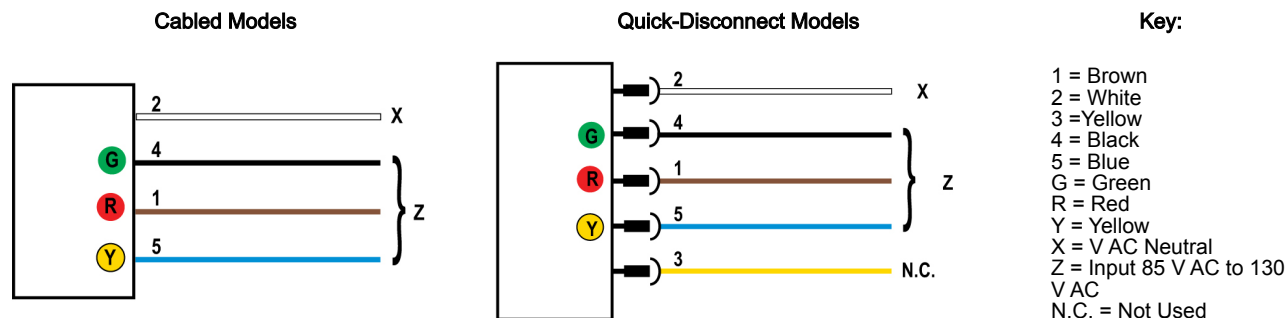 Cabled Models
2
X
G
4
R
1
Z
Y
5
Quick-Disconnect Models
2
X
G
4
R
1
Z
Y
5
3
N.C.
Key:
1 = Brown
2 = White
3 =Yellow
4 = Black
5 = Blue
G = Green
R = Red
Y = Yellow
X = V AC Neutral
Z = Input 85 V AC to 130
V AC
N.C. = Not Used